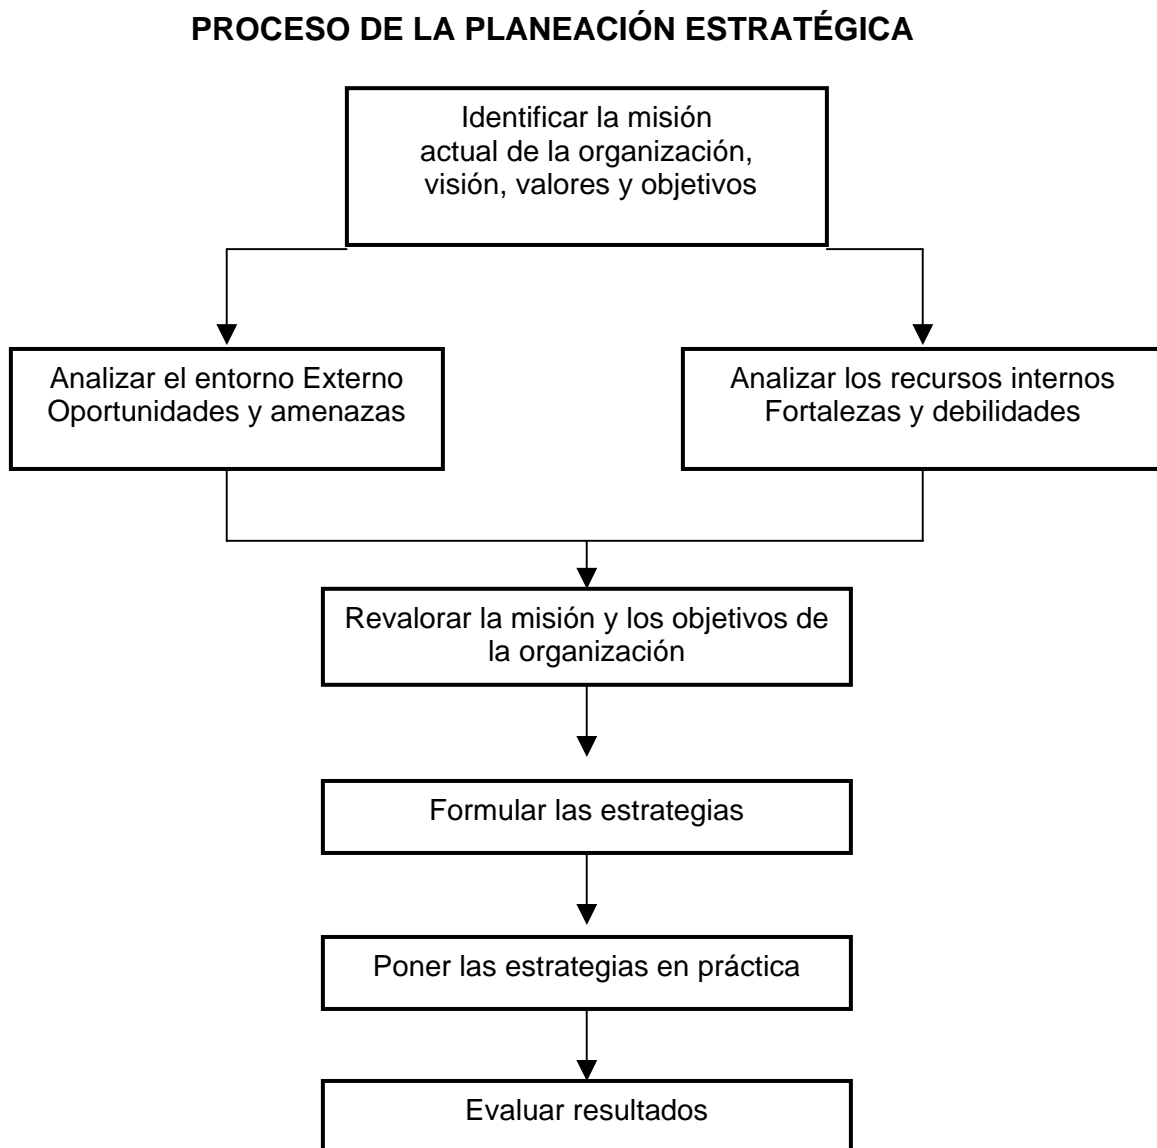 PROCESO DE LA PLANEACIÓN ESTRATÉGICA
Identificar la misión
actual de la organización,
visión, valores y objetivos
Analizar el entorno Externo
Oportunidades y amenazas
Analizar los recursos internos
Fortalezas y debilidades
Revalorar la misión y los objetivos de
la organización
Formular las estrategias
Poner las estrategias en práctica
Evaluar resultados